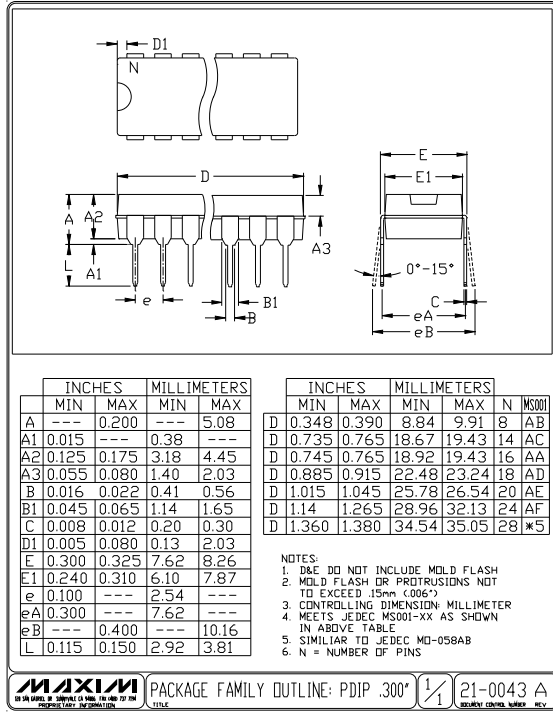 D1
N
D
E
E1
A
A2
A3
L
A1
0°-15°
e
B1
B
C
eA
eB
INCHES MILLIMETERS
MIN MAX MIN MAX
A --- 0.200 --- 5.08
A1 0.015 --- 0.38 ---
A2 0.125 0.175 3.18 4.45
A3 0.055 0.080 1.40 2.03
B 0.016 0.022 0.41 0.56
B1 0.045 0.065 1.14 1.65
C 0.008 0.012 0.20 0.30
D1 0.005 0.080 0.13 2.03
E 0.300 0.325 7.62 8.26
E1 0.240 0.310 6.10 7.87
e 0.100 --- 2.54 ---
eA 0.300 --- 7.62 ---
eB --- 0.400 --- 10.16
L 0.115 0.150 2.92 3.81
INCHES MILLIMETERS
MIN MAX MIN MAX N MS001
D 0.348 0.390 8.84 9.91 8 AB
D 0.735 0.765 18.67 19.43 14 AC
D 0.745 0.765 18.92 19.43 16 AA
D 0.885 0.915 22.48 23.24 18 AD
D 1.015 1.045 25.78 26.54 20 AE
D 1.14 1.265 28.96 32.13 24 AF
D 1.360 1.380 34.54 35.05 28 *5
NOTES:
1. D&E DO NOT INCLUDE MOLD FLASH
2. MOLD FLASH OR PROTRUSIONS NOT
TO EXCEED .15mm (.006")
3. CONTROLLING DIMENSION: MILLIMETER
4. MEETS JEDEC MS001-XX AS SHOWN
IN ABOVE TABLE
5. SIMILIAR TO JEDEC MO-058AB
6. N = NUMBER OF PINS
MAXIM
PROPRIETARY INFORMATION
PACKAGE FAMILY OUTLINE: PDIP .300"
TITLE
1/1
21-0043 A
DOCUMENT CONTROL NUMBER REV